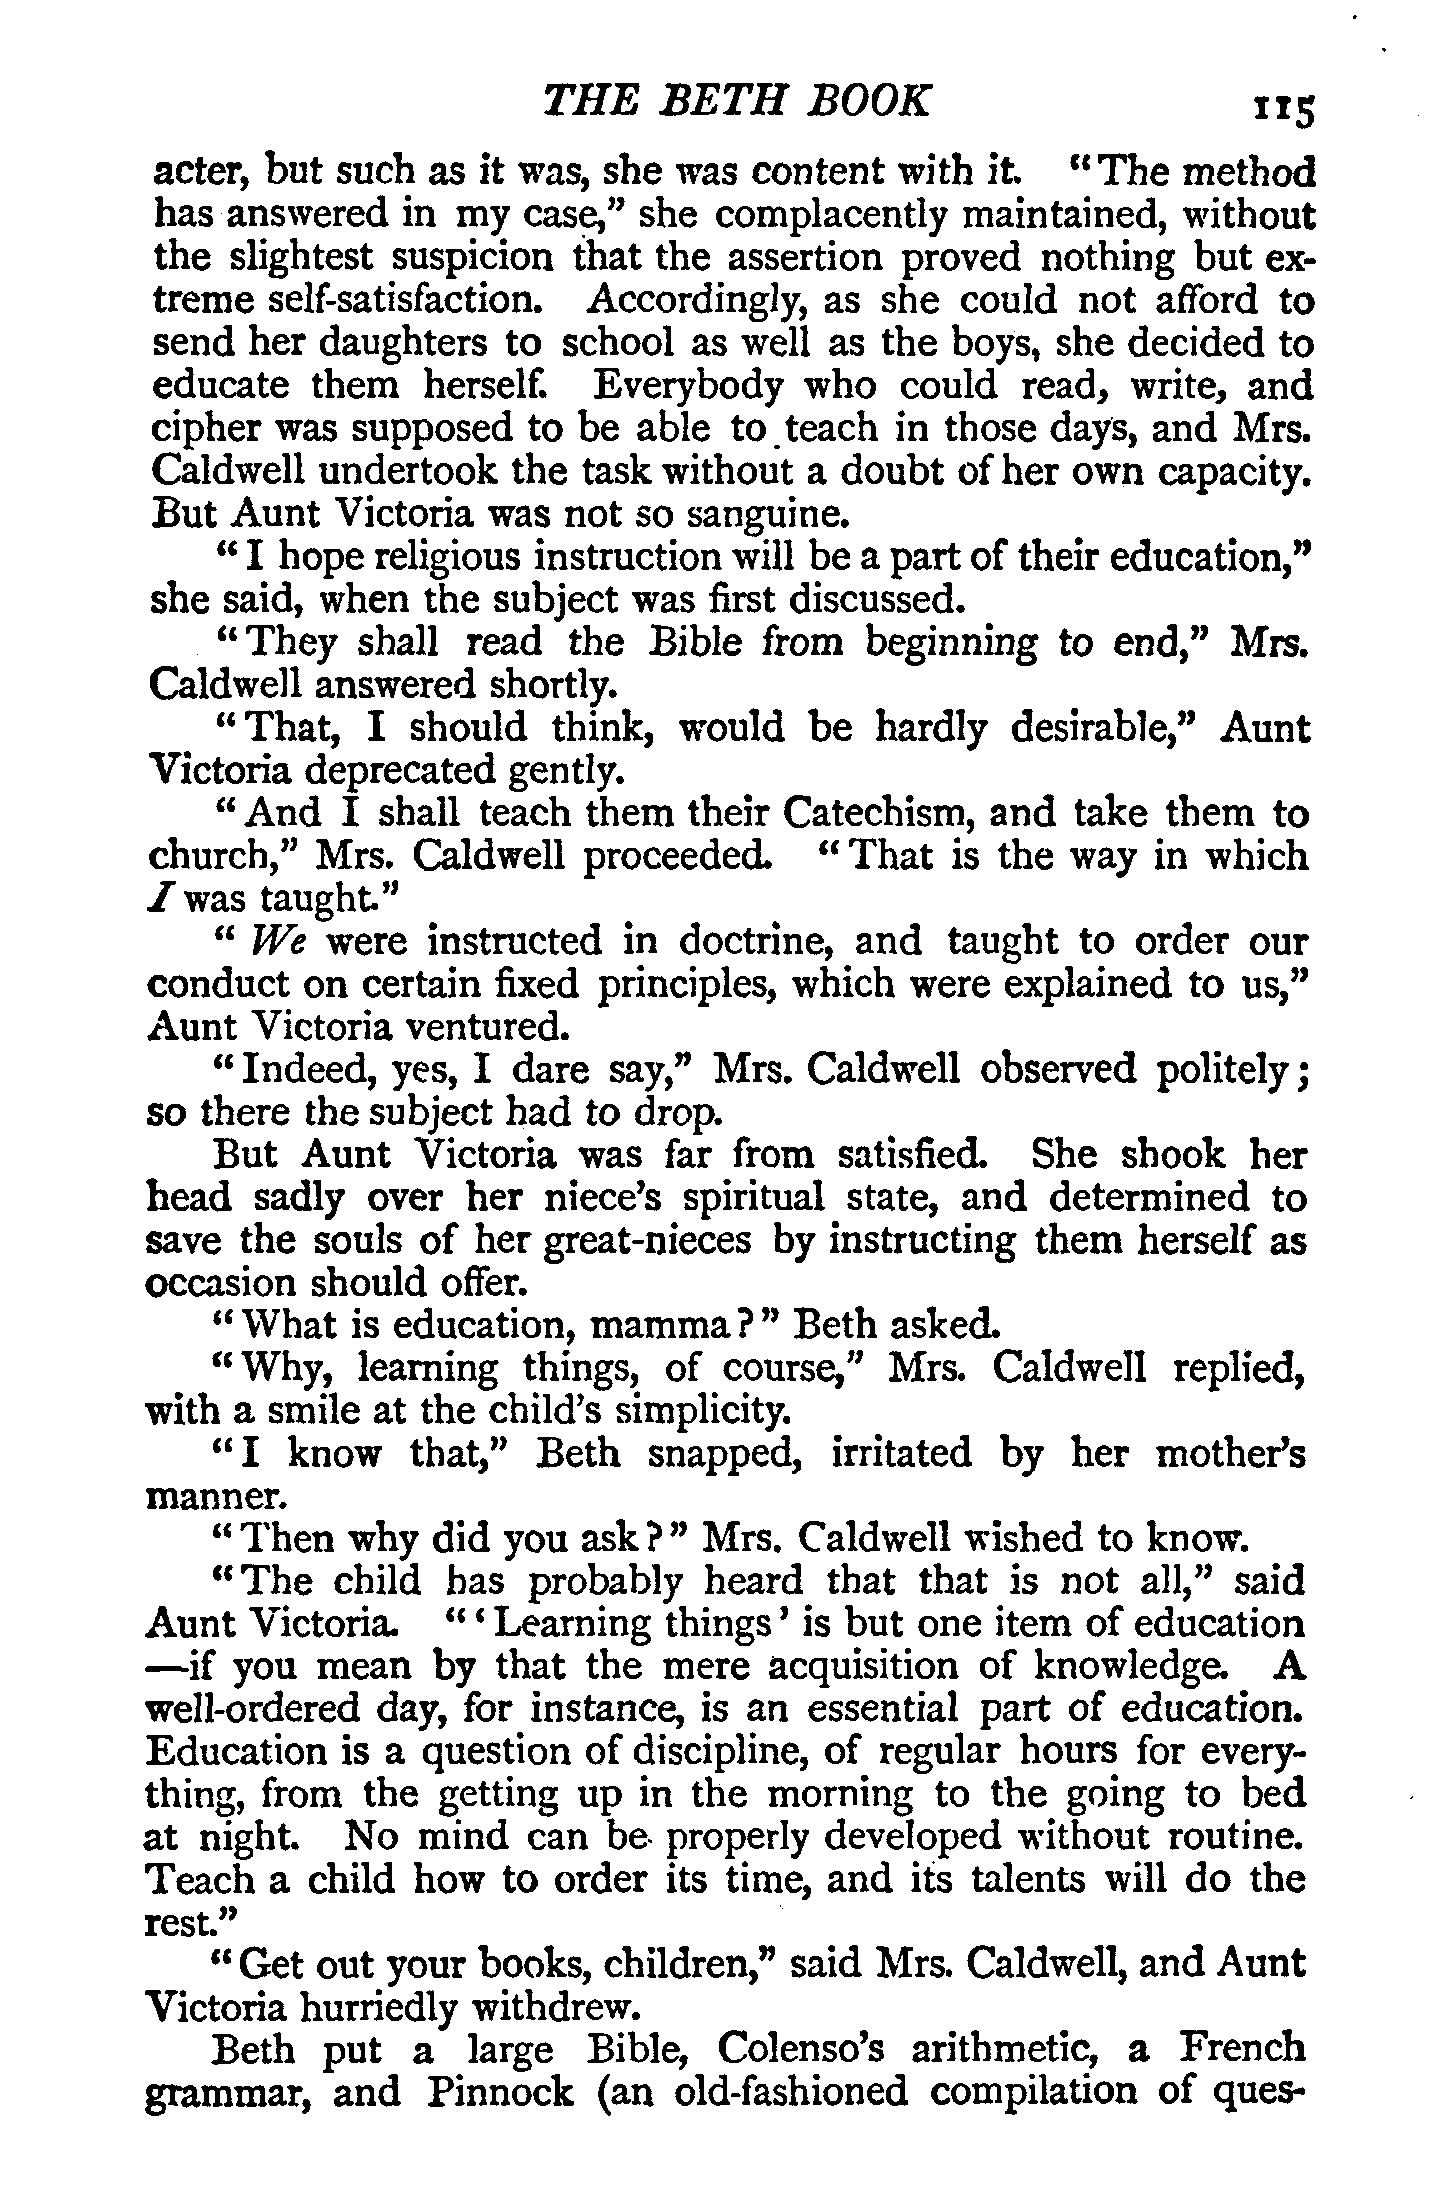 THE BETH BOOK 115
acter, but such as it was, she was content with it. "The method
has answered in my case," she complacently maintained, without
the slightest suspicion that the assertion proved nothing but ex-
treme self-satisfaction. Accordingly, as she could not afford to
send her daughters to school as well as the boys, she decided to
educate them herself. Everybody who could read, write, and
cipher was supposed to be able to teach in those days, and Mrs.
Caldwell undertook the task without a doubt of her own capacity.
But Aunt Victoria was not so sanguine.
"I hope religious instruction will be a part of their education,"
she said, when the subject was first discussed.
"They shall read the Bible from beginning to end," Mrs.
Caldwell answered shortly.
"That, I should think, would be hardly desirable," Aunt
Victoria deprecated gently.
"And I shall teach them their Catechism, and take them to
church," Mrs. Caldwell proceeded. "That is the way in which
I was taught."
"We were instructed in doctrine, and taught to order our
conduct on certain fixed principles, which were explained to us,"
Aunt Victoria ventured.
"Indeed, yes, I dare say," Mrs. Caldwell observed politely;
so there the subject had to drop.
But Aunt Victoria was far from satisfied. She shook her
head sadly over her niece's spiritual state, and determined to
save the souls of her great-nieces by instructing them herself as
occasion should offer.
"What is education, mamma?" Beth asked.
"Why, learning things, of course," Mrs. Caldwell replied,
with a smile at the child's simplicity.
"I know that," Beth snapped, irritated by her mother's
manner.
"Then why did you ask?" Mrs. Caldwell wished to know.
"The child has probably heard that that is not all," said
Aunt Victoria. "'Learning things' is but one item of education
—if you mean by that the mere acquisition of knowledge. A
well-ordered day, for instance, is an essential part of education.
Education is a question of discipline, of regular hours for every-
thing, from the getting up in the morning to the going to bed
at night. No mind can be properly developed without routine.
Teach a child how to order its time, and its talents will do the
rest."
"Get out your books, children," said Mrs. Caldwell, and Aunt
Victoria hurriedly withdrew.
Beth put a large Bible, Colenso's arithmetic, a French
grammar, and Pinnock (an old-fashioned compilation of ques-